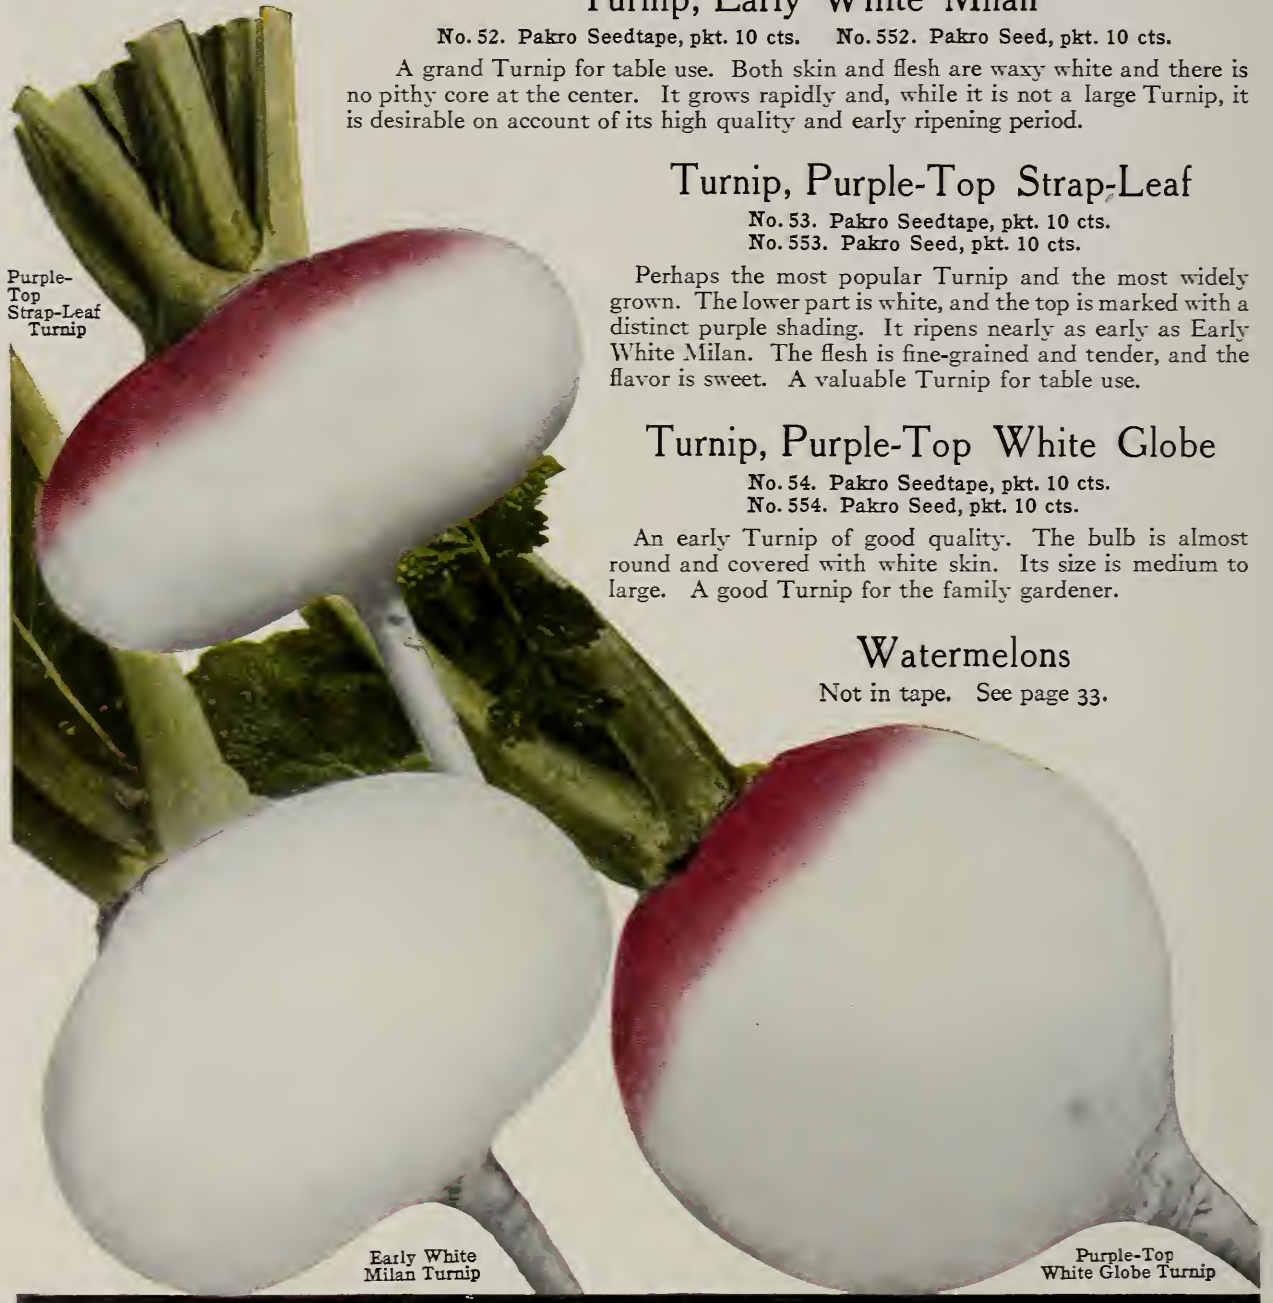 Turnip, Early White Milan
No. 52. Pakro Seedtape, pkt. 10 cts. No. 552. Pakro Seed, pkt. 10 cts.
A grand Turnip for table use. Both skin and flesh are waxy white and there is
no pithy core at the center. It grows rapidly and, while it is not a large Turnip, it
is desirable on account of its high quality and early ripening period.
Turnip, Purple-Top Strap-Leaf
No. 53. Pakro Seedtape, pkt. 10 cts.
No. 553. Pakro Seed, pkt. 10 cts.
Purple-
Top
Strap-Leaf
Turnip
Perhaps the most popular Turnip and the most widely
grown. The lower part is white, and the top is marked with a
distinct purple shading. It ripens nearly as early as Early
White Milan. The flesh is fine-grained and tender, and the
flavor is sweet. A valuable Turnip for table use.
Turnip, Purple-Top White Globe
No. 54. Pakro Seedtape, pkt. 10 cts.
No. 554. Pakro Seed, pkt. 10 cts.
An early Turnip of good quality. The bulb is almost
round and covered with white skin. Its size is medium to
large. A good Turnip for the family gardener.
Watermelons
Not in tape. See page 33.
Early White
Milan Turnip
Purple-Top
White Globe Turnip